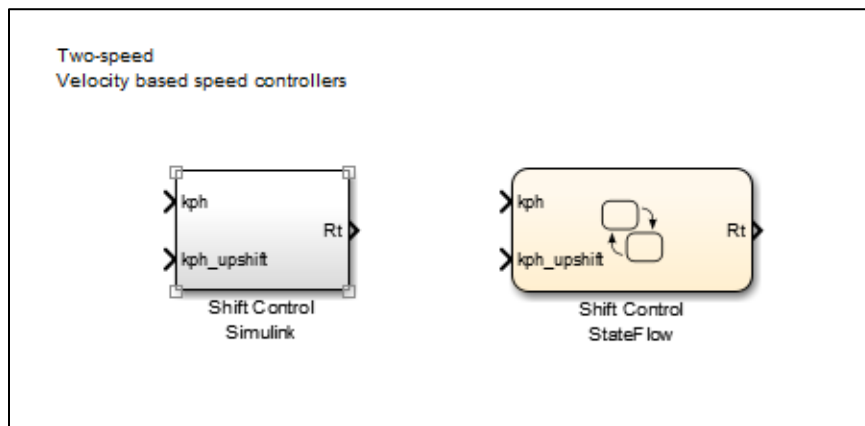 Two-speed
Velocity based speed controllers
kph
Rt
kph_upshift
Shift Control
Simulink
kph
Rt
kph_upshift
Shift Control
StateFlow